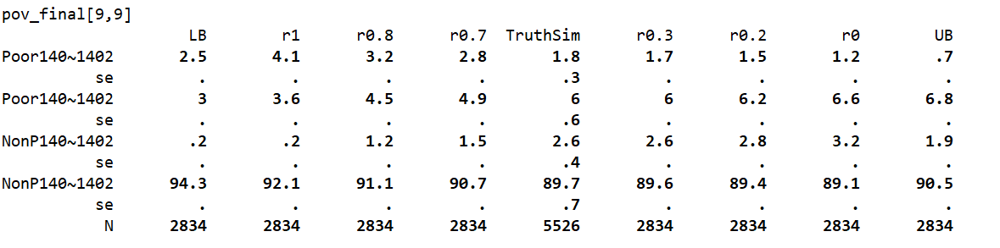 pov_final[9,9]
LB r1 r0.8 r0.7 TruthSim r0.3 r0.2 r0 UB
Poor140~1402 2.5 4.1 3.2 2.8 1.8 1.7 1.5 1.2 .7
se . . . . .3 . . . .
Poor140~1402 3 3.6 4.5 4.9 6 6 6.2 6.6 6.8
se . . . . .6 . . . .
NonP140~1402 .2 .2 1.2 1.5 2.6 2.6 2.8 3.2 1.9
se . . . . .4 . . . .
NonP140~1402 94.3 92.1 91.1 90.7 89.7 89.6 89.4 89.1 90.5
se . . . . .7 . . . .
N 2834 2834 2834 2834 5526 2834 2834 2834 2834